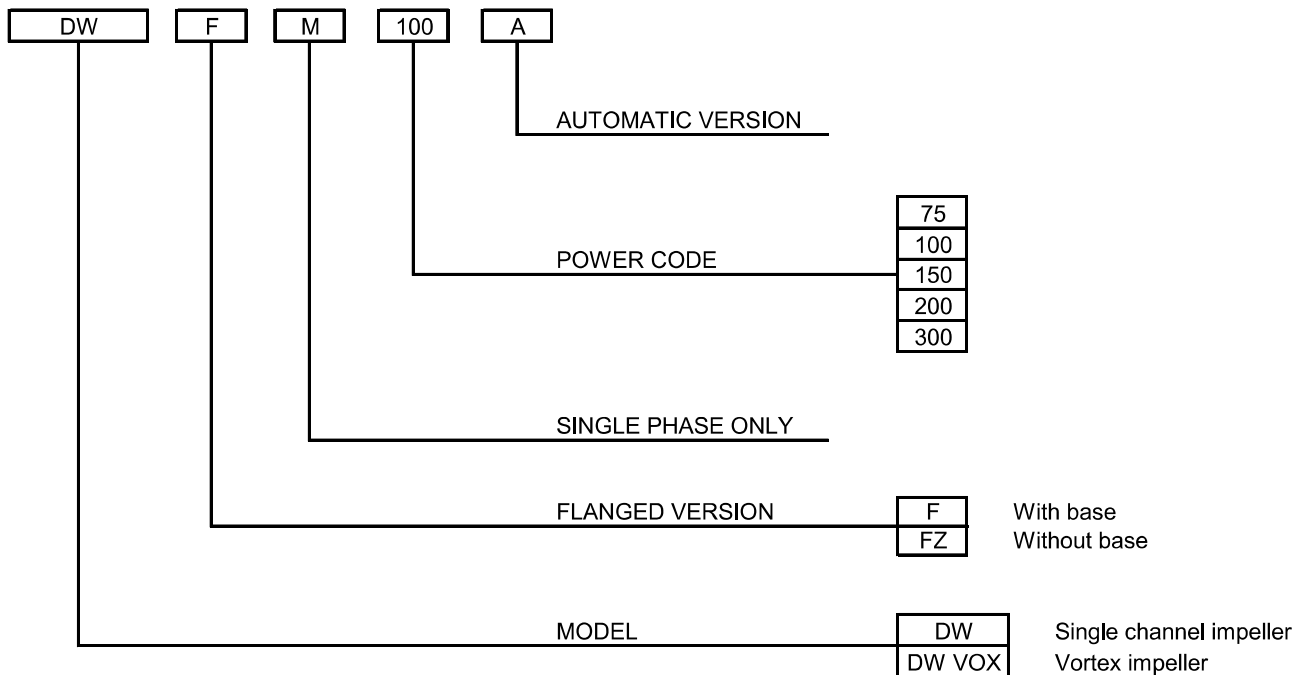 DW F M 100 A
AUTOMATIC VERSION
75
100
POWER CODE 150
200
300
SINGLE PHASE ONLY
FLANGED VERSION F With base
FZ Without base
MODEL DW Single channel impeller
DW VOX Vortex impeller